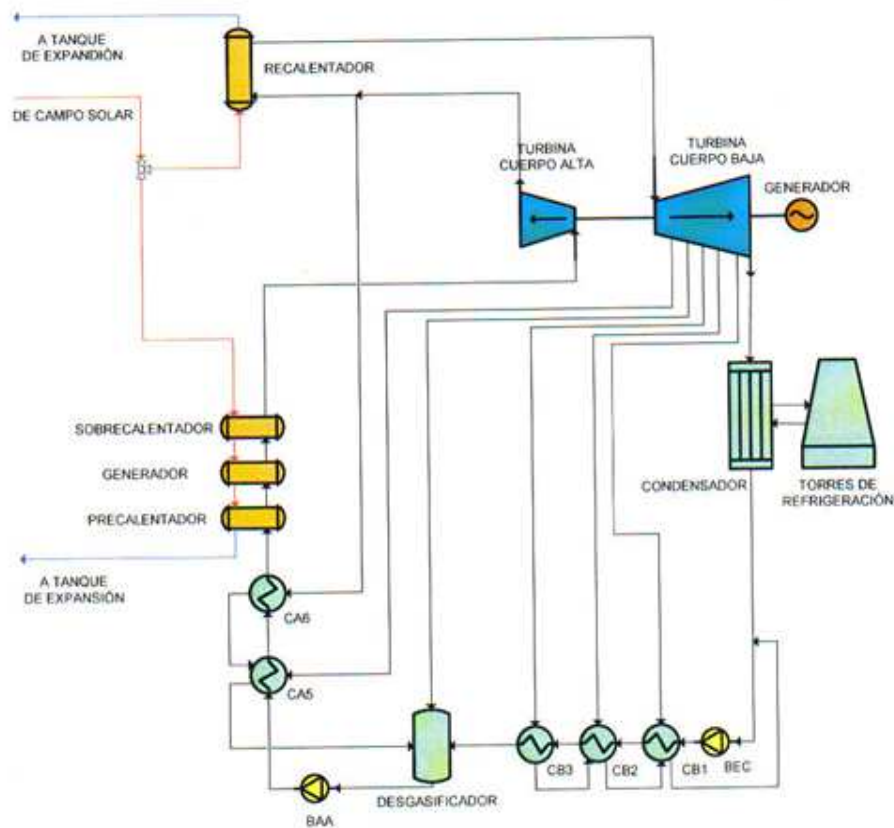 A TANQUE
DE EXPANDIÓN
RECALENTADOR
DE CAMPO SOLAR
TURBINA
CUERPO ALTA
TURBINA
CUERPO BAJA
GENERADOR
SOBRECALENTADOR
GENERADOR
PRECALENTADOR
CONDENSADOR
TORRES DE
REFRIGERACIÓN
A TANQUE
DE EXPANSIÓN
CA6
CA5
CB3
CB2
CB1
BEC
DESGASIFICADOR
BAA